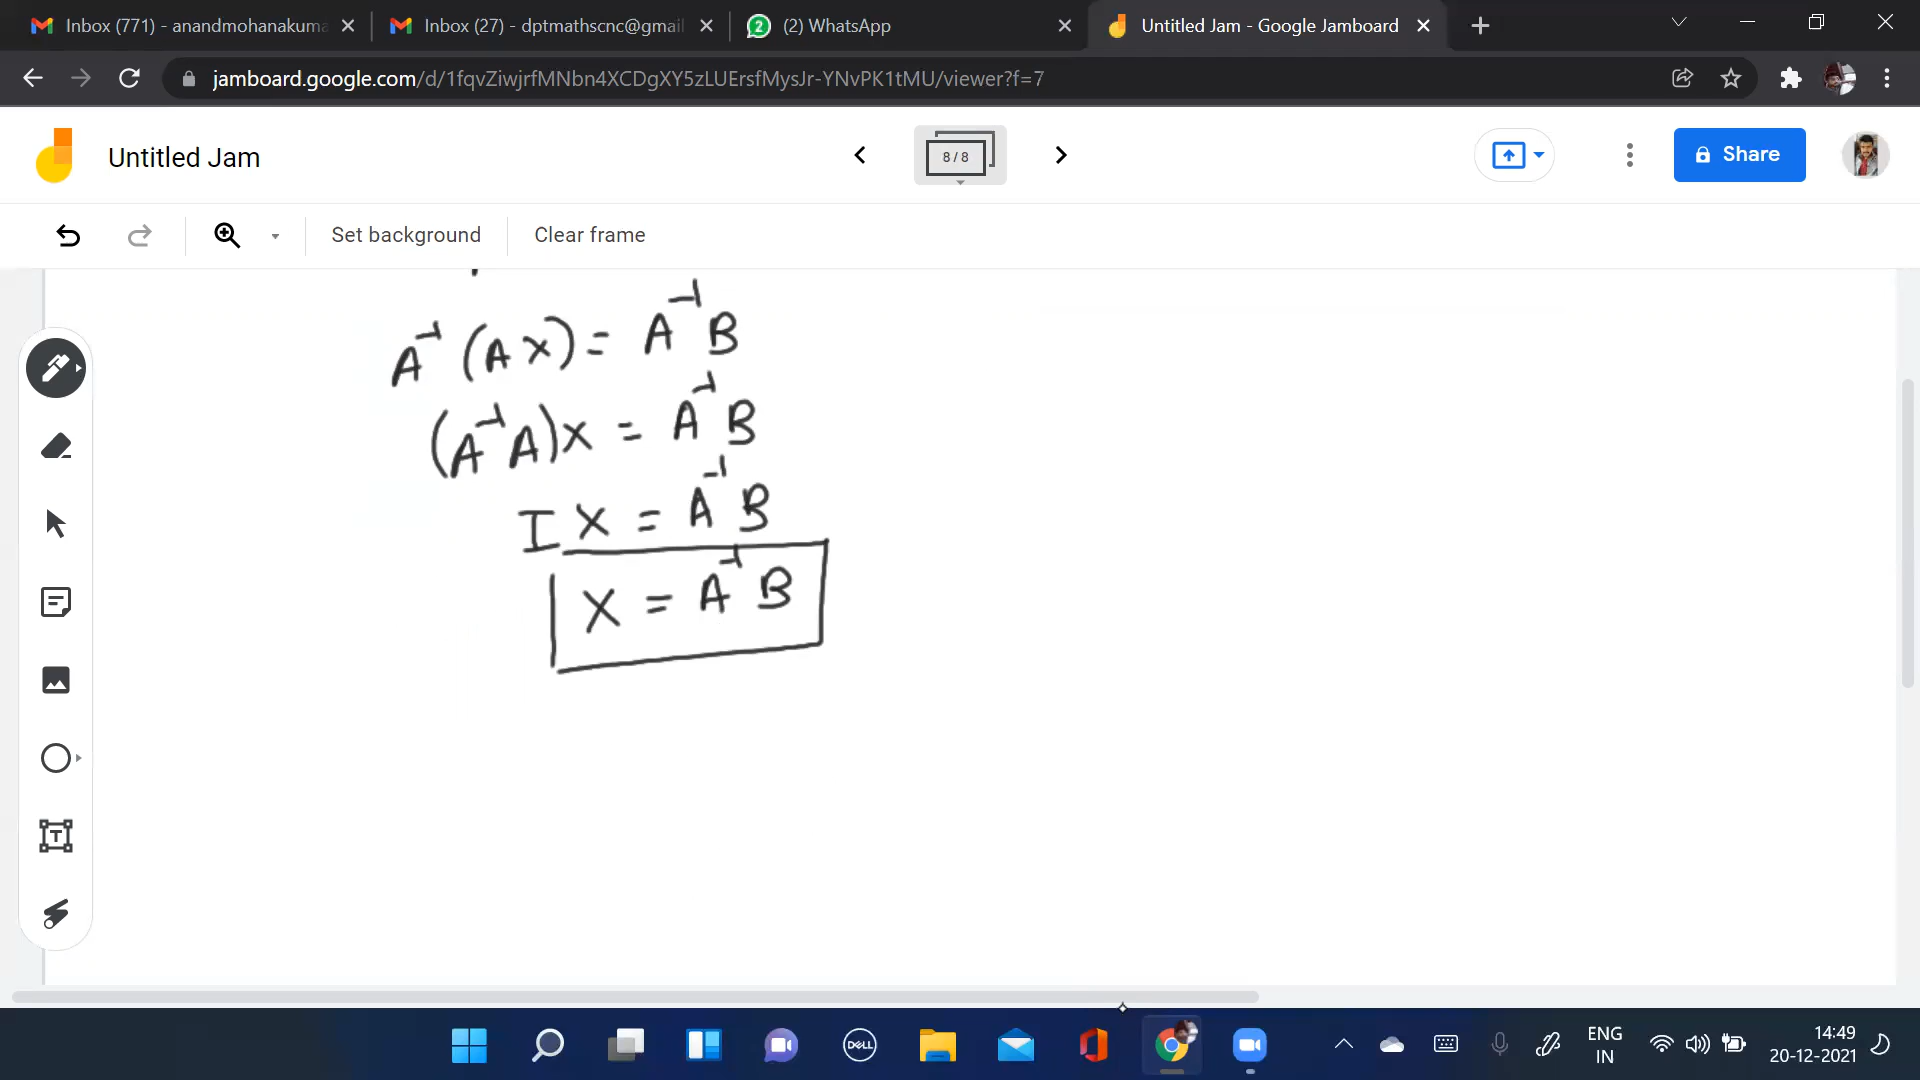 Inbox (771) - anandmohanakuma
Inbox (27) - dptmathscnc@gmail
(2) WhatsApp
Untitled Jam - Google Jamboard
jamboard.google.com/d/1fqvZiwjrfMNbn4XCDgXY5zLUErsfMysJr-YNvPK1tMU/viewer?f=7
Untitled Jam
8 / 8
Share
Set background
Clear frame
A⁻¹ (AX) = A⁻¹ B
(A⁻¹ A) X = A⁻¹ B
I X = A⁻¹ B
X = A⁻¹ B
DELL
ENG
IN
14:49
20-12-2021